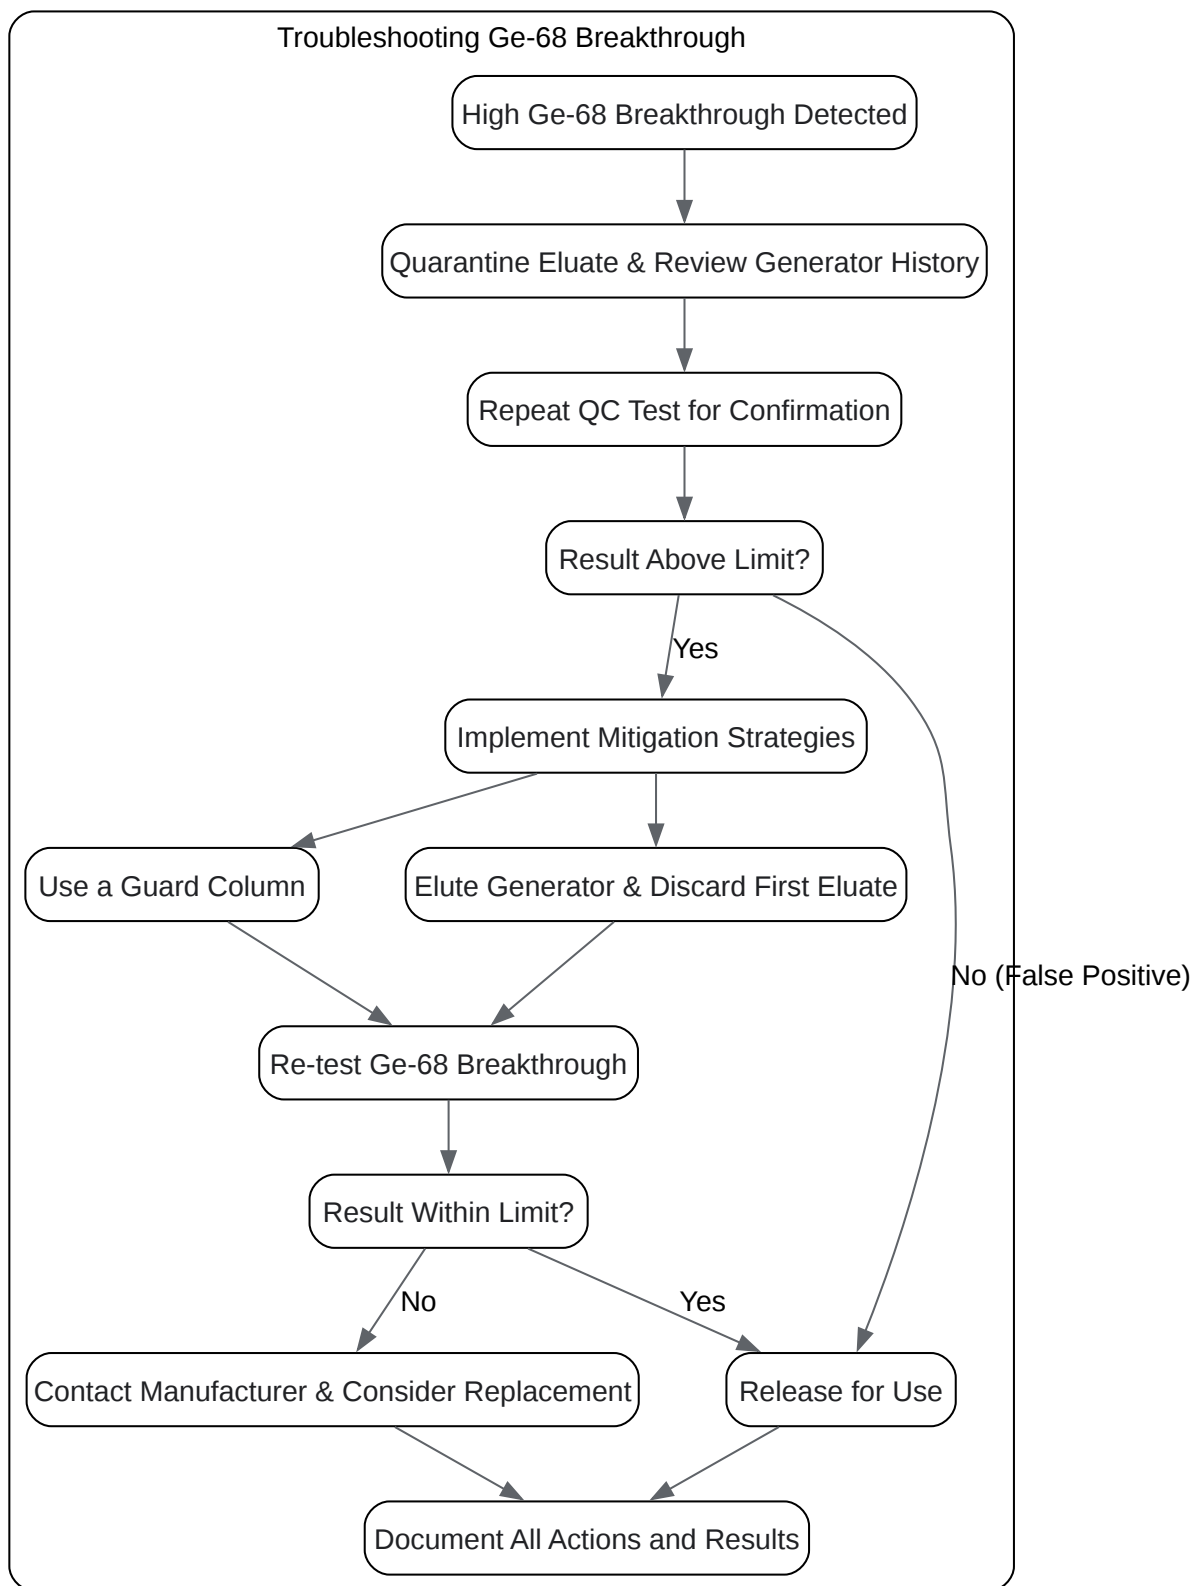 Troubleshooting Ge-68 Breakthrough
High Ge-68 Breakthrough Detected
Quarantine Eluate & Review Generator History
Repeat QC Test for Confirmation
Result Above Limit?
Yes
Implement Mitigation Strategies
Use a Guard Column
Elute Generator & Discard First Eluate
No (False Positive)
Re-test Ge-68 Breakthrough
Result Within Limit?
No
Yes
Contact Manufacturer & Consider Replacement
Release for Use
Document All Actions and Results